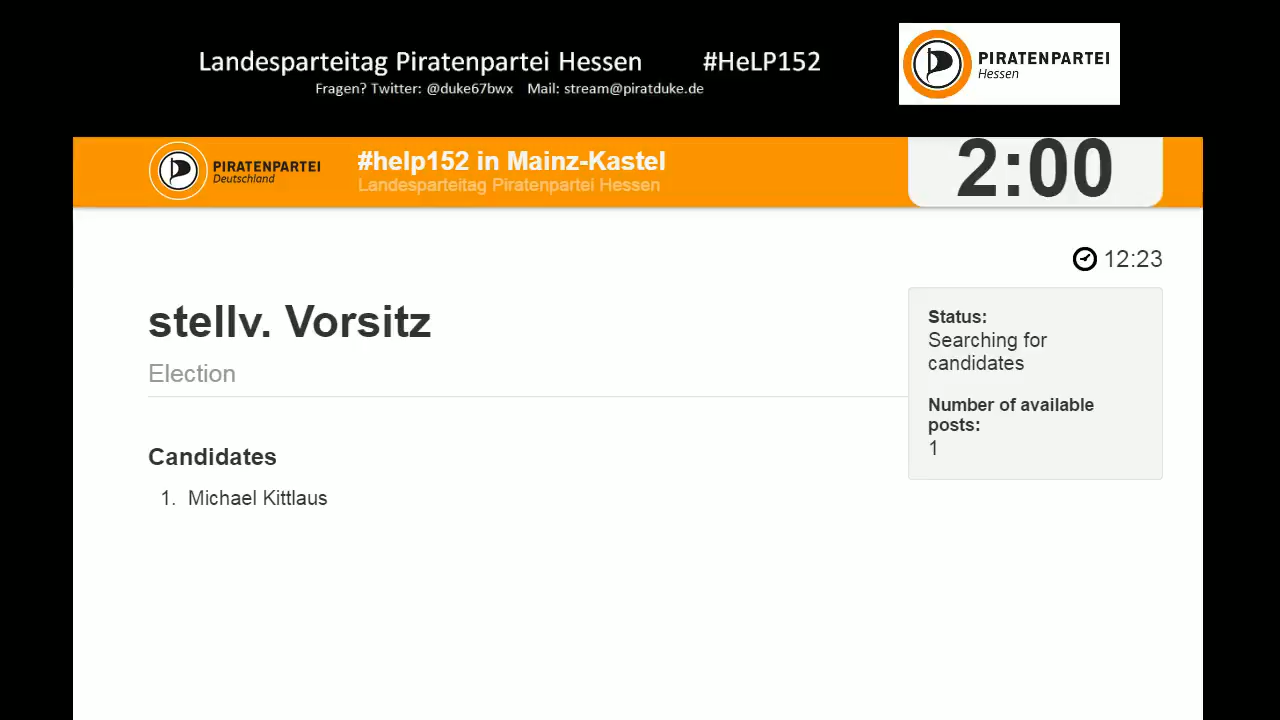 Landesparteitag Piratenpartei Hessen #HeLP152
Fragen? Twitter: @duke67bwx Mail: stream@piratduke.de
PIRATENPARTEI
Hessen
PIRATENPARTEI
Deutschland
#help152 in Mainz-Kastel
Landesparteitag Piratenpartei Hessen
2:00
12:23
stellv. Vorsitz
Election
Status:
Searching for
candidates
Number of available
posts:
1
Candidates
1. Michael Kittlaus